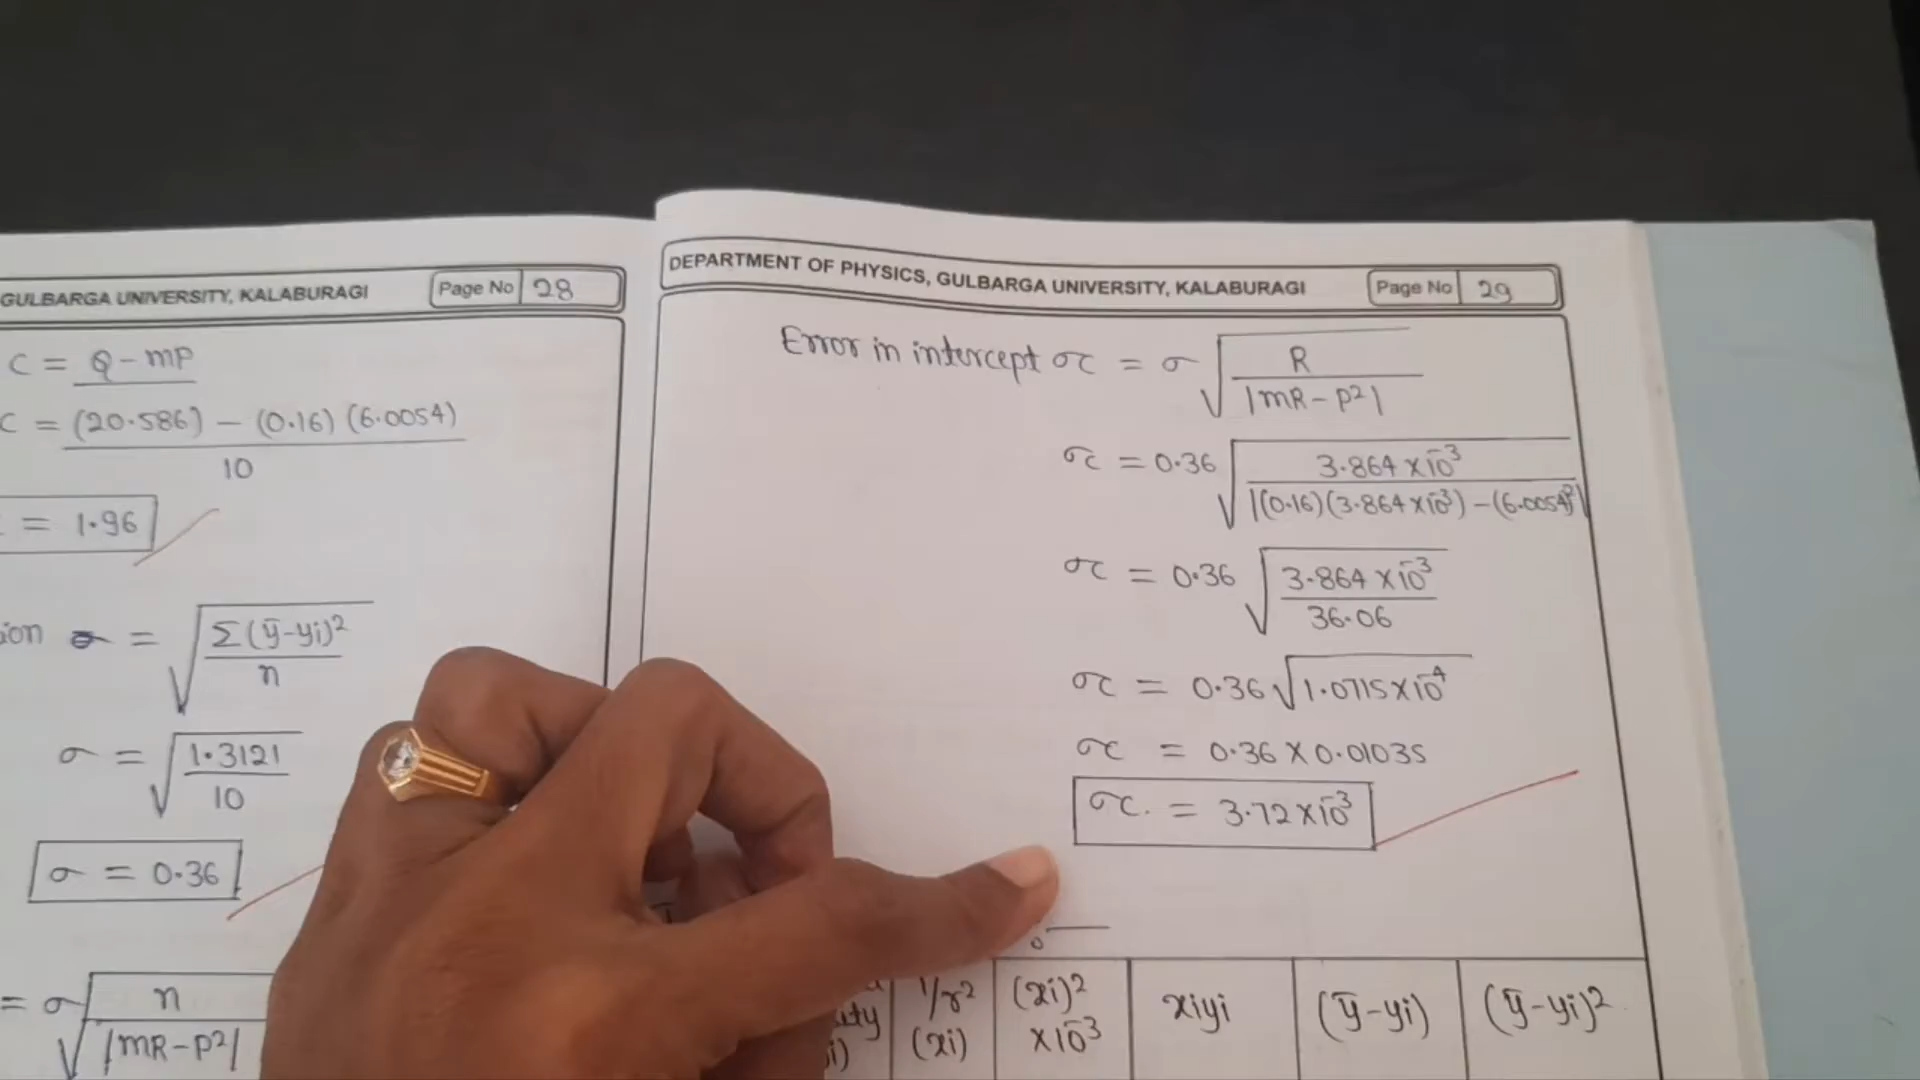 GULBARGA UNIVERSITY, KALABURAGI Page No 28
C = Q - mP
C = (20.586) - (0.16) (6.0054)
10
= 1.96
σ = √ Σ(ȳ-yi)²
n
σ = √ 1.3121
10
σ = 0.36
= σ √ n
|mR-P²|
DEPARTMENT OF PHYSICS, GULBARGA UNIVERSITY, KALABURAGI Page No 29
Error in intercept σc = σ √ R
|mR-P²|
σc = 0.36 √ 3.864 × 10⁻³
|(0.16)(3.864×10⁻³) - (6.0054)²|
σc = 0.36 √ 3.864 × 10⁻³
36.06
σc = 0.36 √1.0715×10⁻⁴
σc = 0.36 × 0.01035
σc. = 3.72×10⁻³
1/r² (xi)² xiyi (ȳ-yi) (ȳ-yi)²
(xi) ×10⁻³